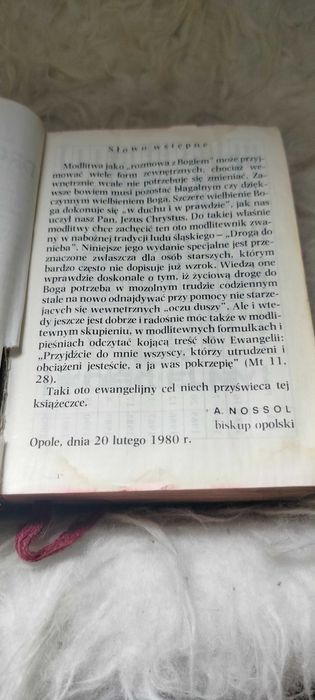 Słowo wstępne
Modlitwa jako „rozmowa z Bogiem” może przyj-
mować wiele form zewnętrznych, chociaż we-
wnętrznie wcale nie potrzebuje się zmieniać. Za-
wsze bowiem musi pozostać błagalnym czy dzięk-
czynnym wielbieniem Boga. Szczere wielbienie Bo-
ga dokonuje się „w duchu i w prawdzie”, jak nas
uczył nasz Pan, Jezus Chrystus. Do takiej właśnie
modlitwy chce zachęcić ten oto modlitewnik zwa-
ny w nabożnej tradycji ludu śląskiego – „Droga do
nieba”. Niniejsze jego wydanie specjalne jest prze-
znaczone zwłaszcza dla osób starszych, którym
bardzo często nie dopisuje już wzrok. Wiedzą one
wprawdzie doskonale o tym, iż życiową drogę do
Boga potrzeba w mozolnym trudzie codziennym
stale na nowo odnajdywać przy pomocy nie starze-
jących się wewnętrznych „oczu duszy”. Ale i wte-
dy jeszcze jest dobrze i radośnie móc także w modli-
tewnym skupieniu, w modlitewnych formułkach i
pieśniach odczytać kojącą treść słów Ewangelii:
„Przyjdźcie do mnie wszyscy, którzy utrudzeni i
obciążeni jesteście, a ja was pokrzepię” (Mt 11,
28).
Taki oto ewangelijny cel niech przyświeca tej
książeczce.
A. NOSSOL
biskup opolski
Opole, dnia 20 lutego 1980 r.